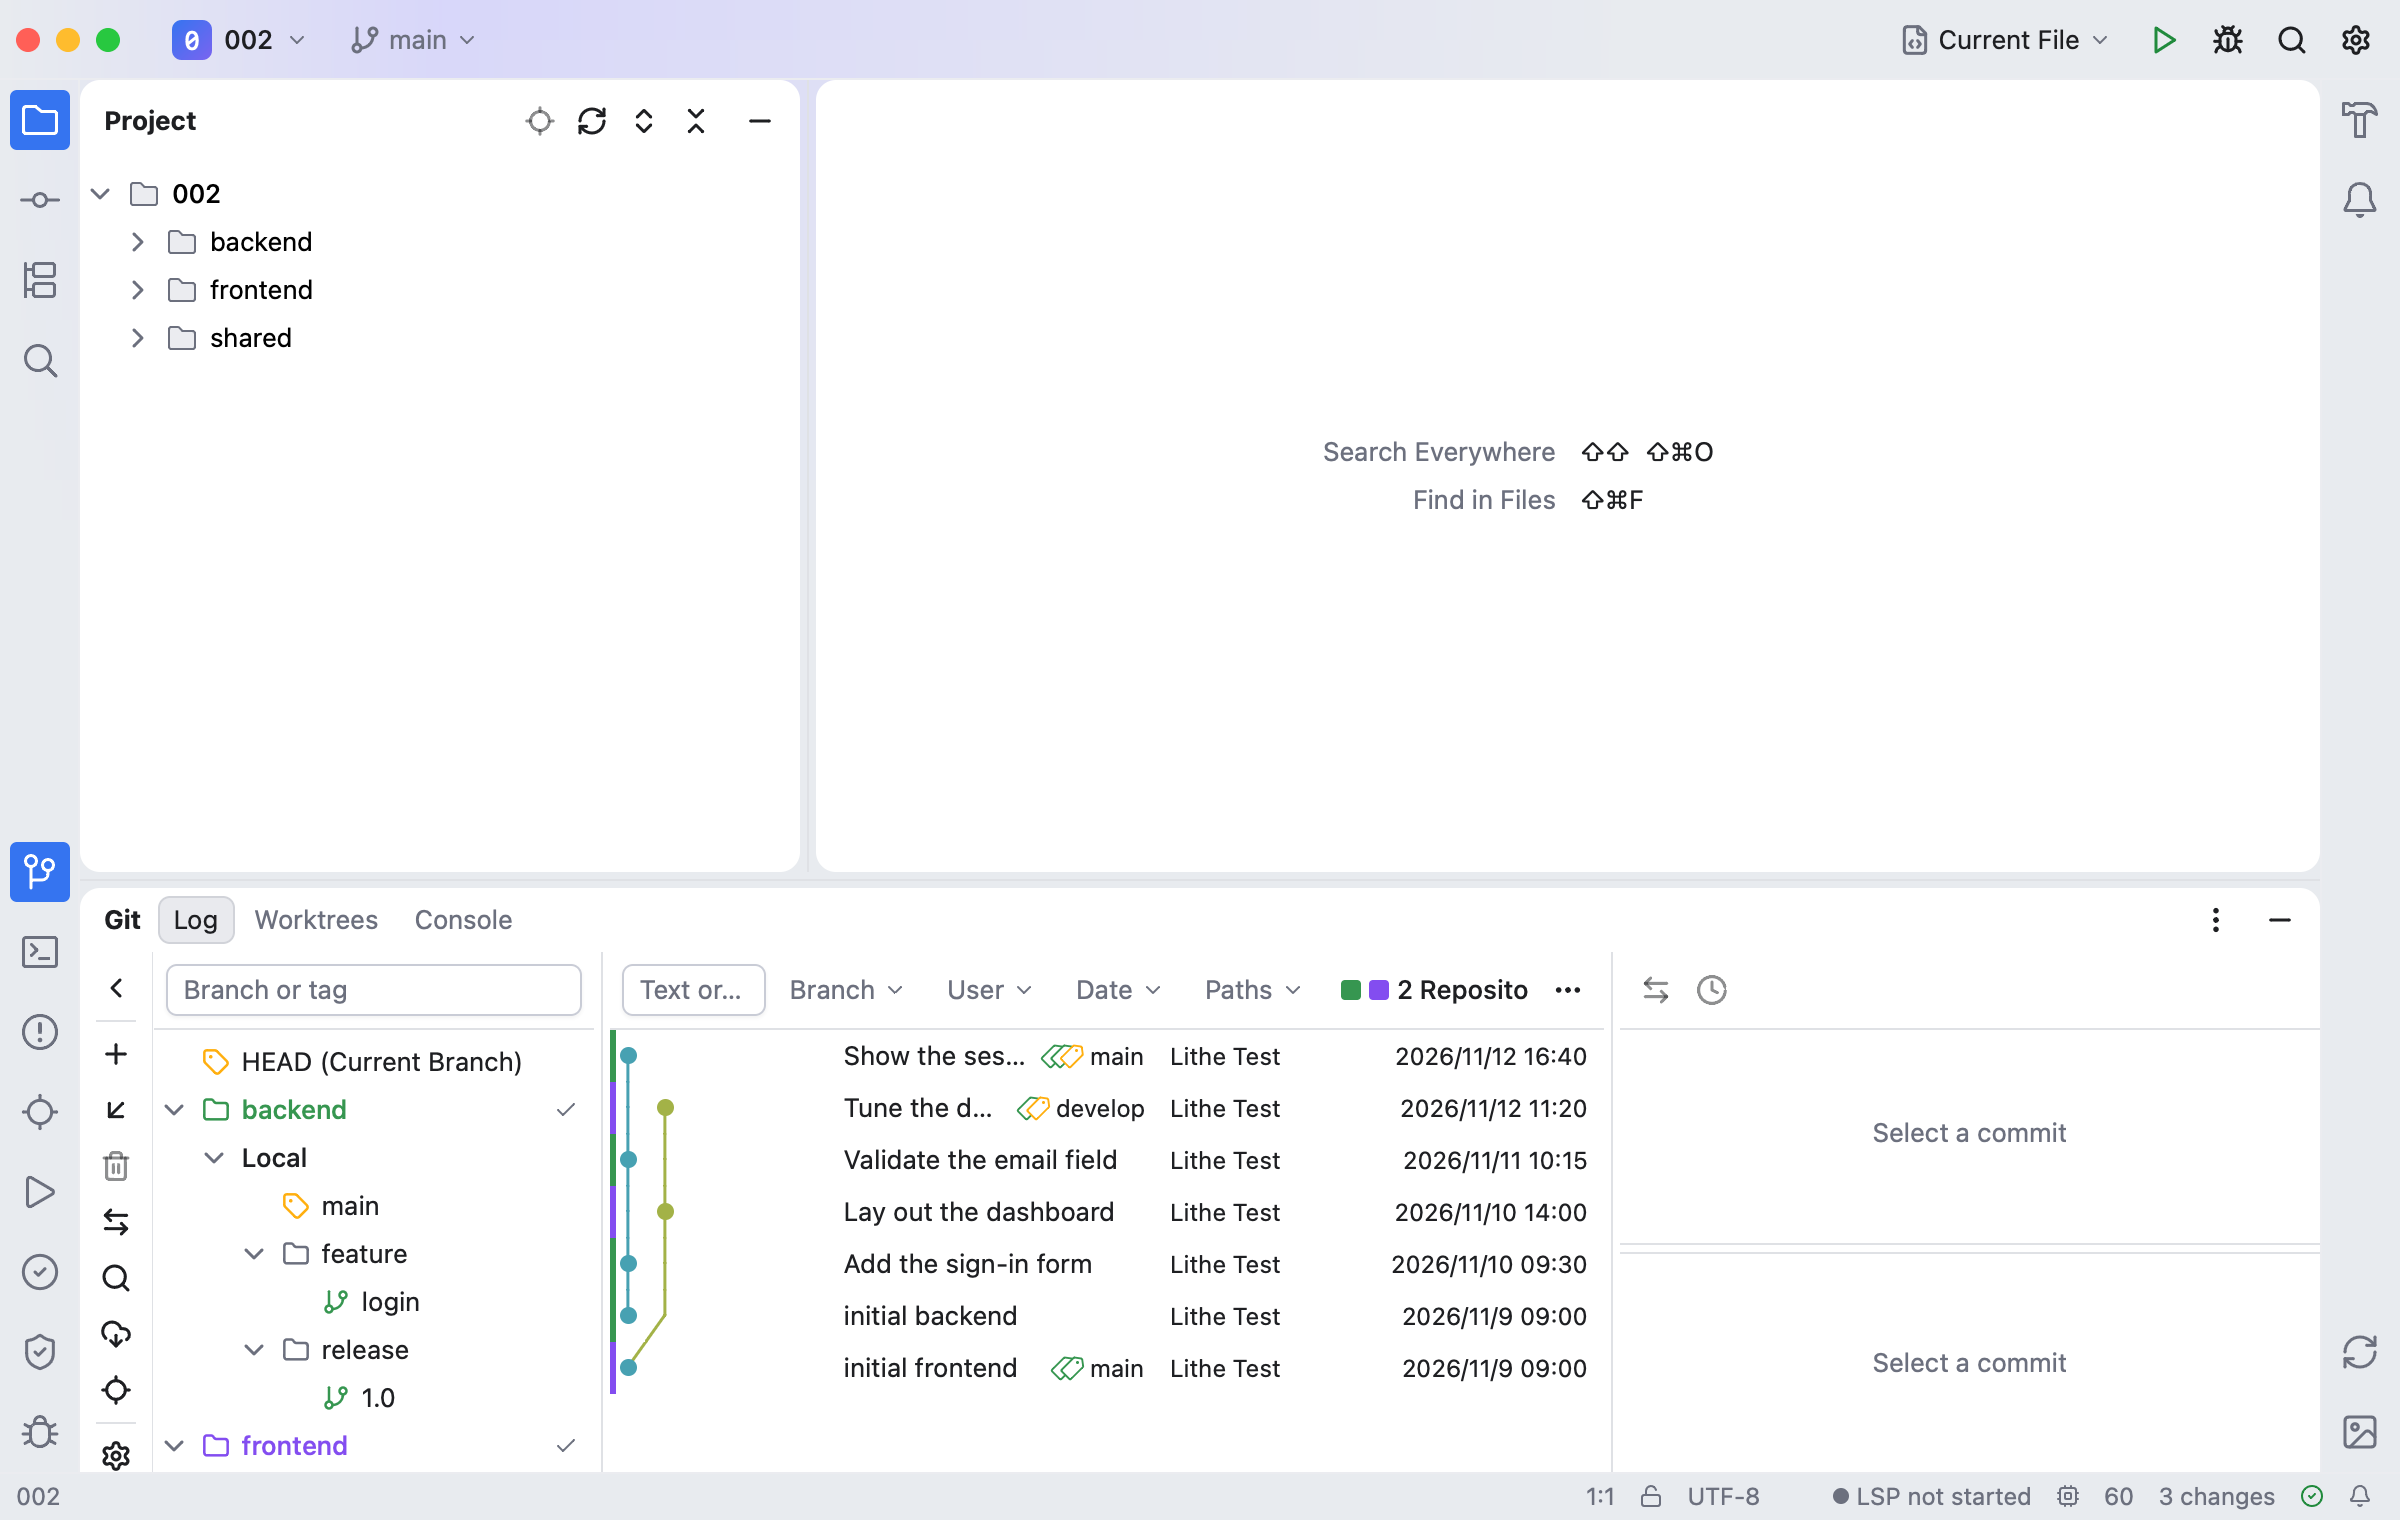 0 002 main Current File
Project
002
backend
frontend
shared
Search Everywhere ⇧⇧ ⇧⌘O
Find in Files ⇧⌘F
Git Log Worktrees Console
Branch or tag
Text or... Branch User Date Paths 2 Reposito
HEAD (Current Branch)
backend
Local
main
feature
login
release
1.0
frontend
Show the ses... main Lithe Test 2026/11/12 16:40
Tune the d... develop Lithe Test 2026/11/12 11:20
Validate the email field Lithe Test 2026/11/11 10:15
Lay out the dashboard Lithe Test 2026/11/10 14:00
Add the sign-in form Lithe Test 2026/11/10 09:30
initial backend Lithe Test 2026/11/9 09:00
initial frontend main Lithe Test 2026/11/9 09:00
Select a commit
Select a commit
002 1:1 UTF-8 LSP not started 60 3 changes